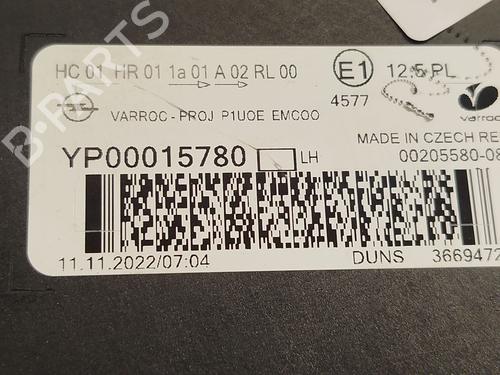 HC 01 HR 01 1a 01 A 02 RL 00
E1 12.5 PL
4577
varroc
VARROC - PROJ P1UOE EMCOO
MADE IN CZECH RE
YP00015780 LH
00205580-08
11.11.2022/07:04 DUNS 3669472
B-PARTS